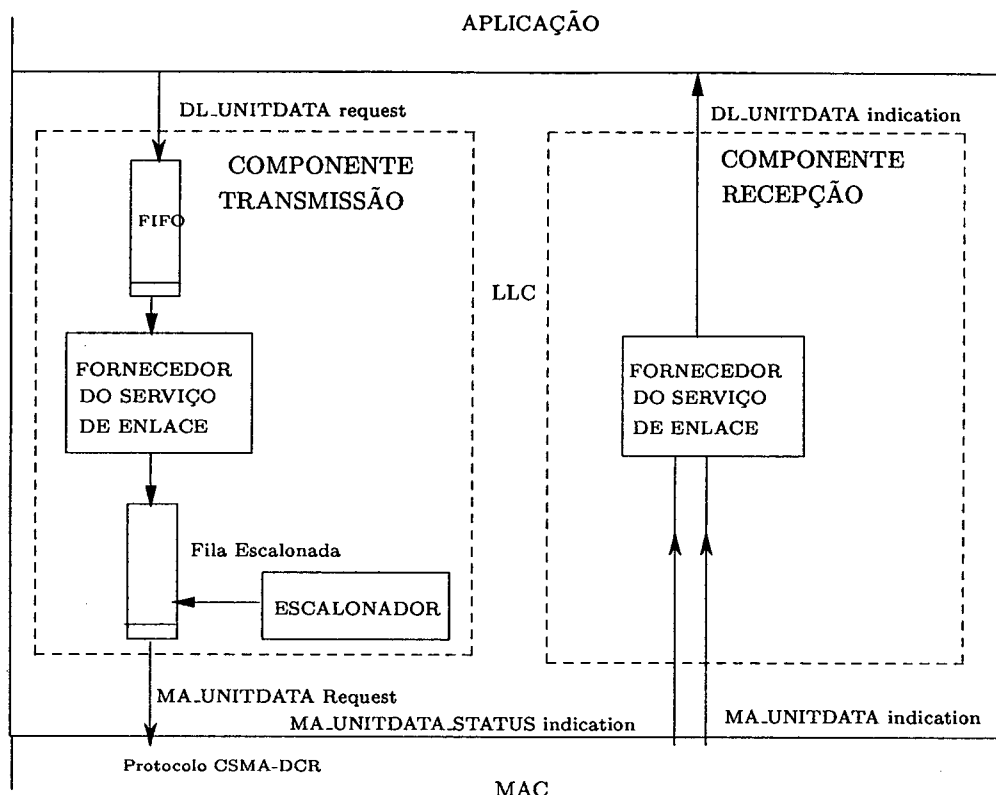 APLICAÇÃO
DL_UNITDATA request
DL_UNITDATA indication
COMPONENTE
TRANSMISSÃO
COMPONENTE
RECEPÇÃO
FIFO
LLC
FORNECEDOR
DO SERVIÇO
DE ENLACE
FORNECEDOR
DO SERVIÇO
DE ENLACE
Fila Escalonada
ESCALONADOR
MA_UNITDATA Request
MA_UNITDATA_STATUS indication
MA_UNITDATA indication
Protocolo CSMA-DCR
MAC